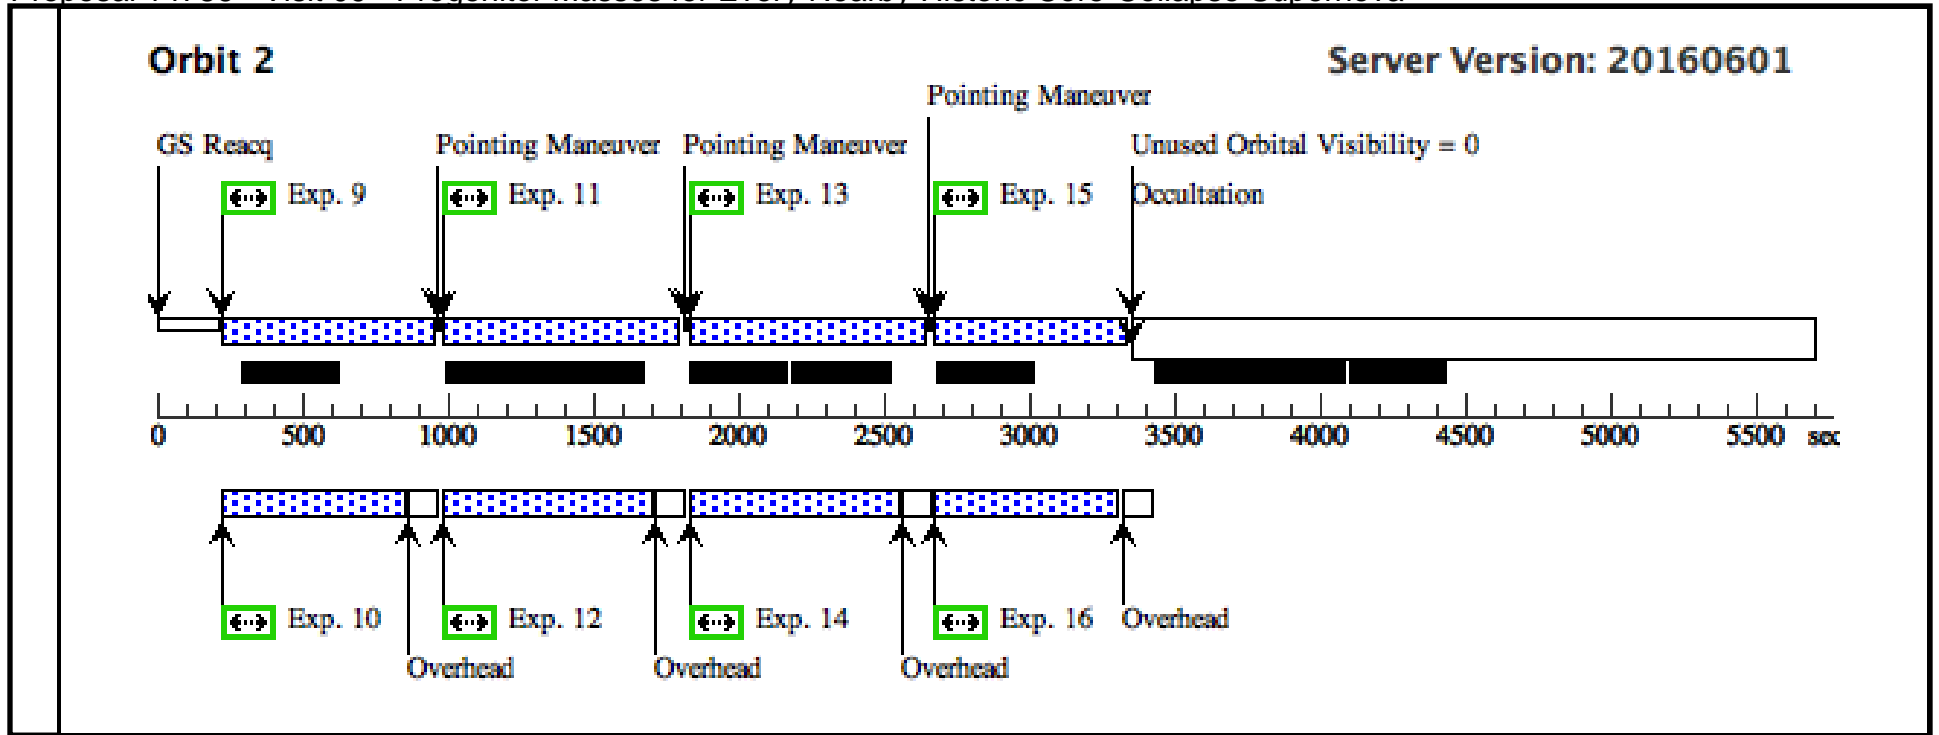 Orbit 2
Server Version: 20160601
Pointing Maneuver
GS Reacq
Pointing Maneuver
Pointing Maneuver
Unused Orbital Visibility = 0
Exp. 9
Exp. 11
Exp. 13
Exp. 15
Occultation
0 500 1000 1500 2000 2500 3000 3500 4000 4500 5000 5500 sec
Exp. 10
Exp. 12
Exp. 14
Exp. 16
Overhead
Overhead
Overhead
Overhead